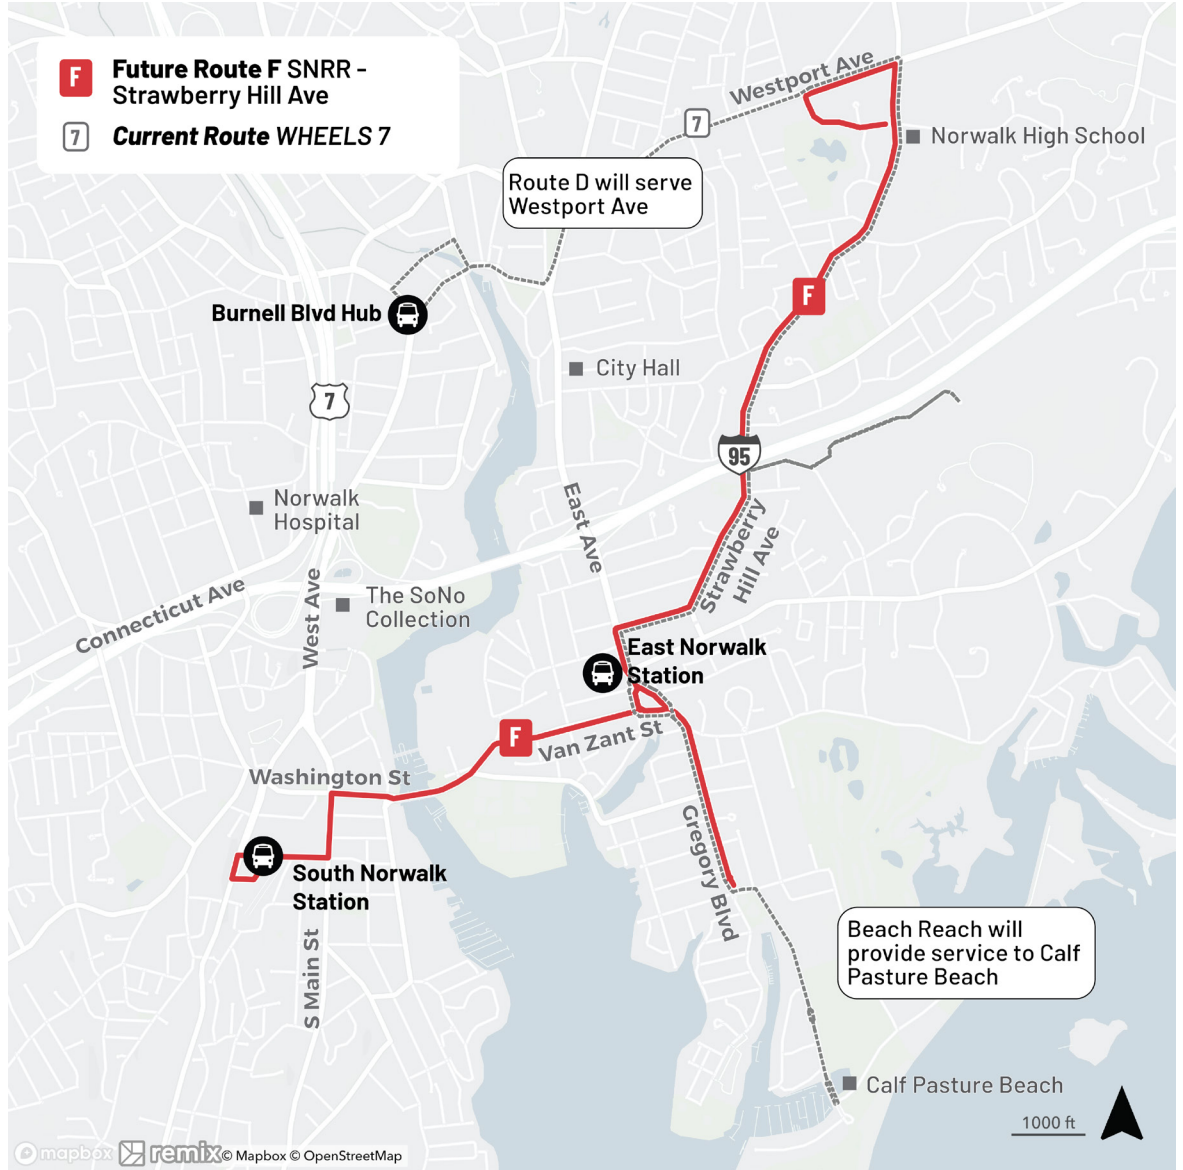 F
Future Route F SNRR -
Strawberry Hill Ave
7
Current Route WHEELS 7
Westport Ave
7
Norwalk High School
Route D will serve
Westport Ave
F
Burnell Blvd Hub
City Hall
7
95
Norwalk
Hospital
East Ave
Strawberry
Hill Ave
Connecticut Ave
West Ave
The SoNo
Collection
East Norwalk
Station
F
Van Zant St
Washington St
Gregory Blvd
South Norwalk
Station
S Main St
Beach Reach will
provide service to Calf
Pasture Beach
Calf Pasture Beach
1000 ft
mapbox remix © Mapbox © OpenStreetMap